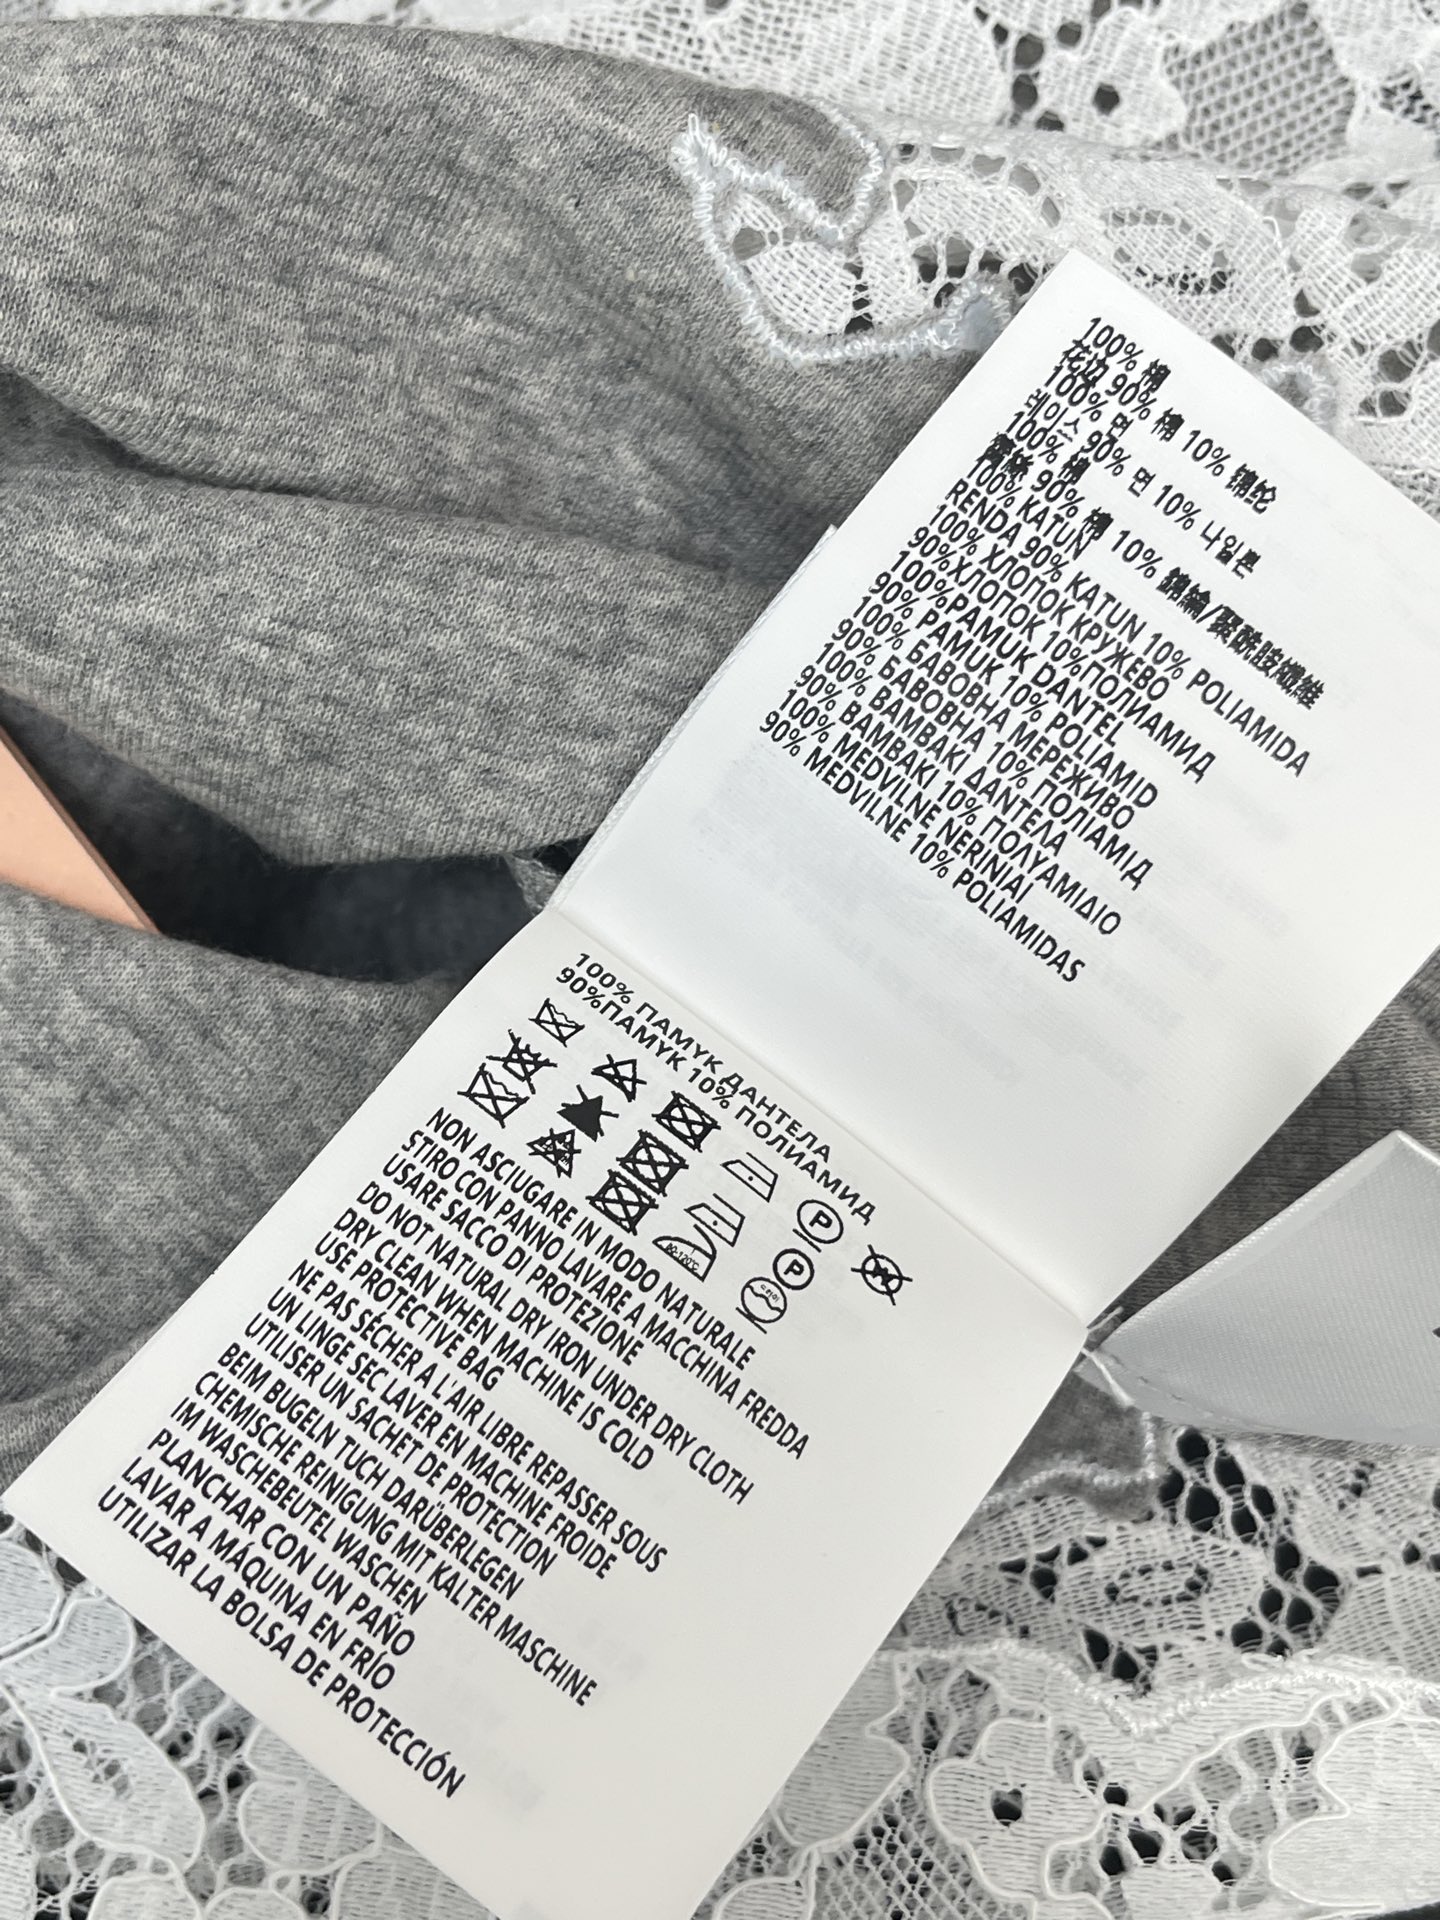 100% 棉
花边 90% 棉 10% 锦纶
100% 면
레이스 90% 면 10% 나일론
100% 棉
蕾絲 90% 棉 10% 錦綸/聚酰胺纖維
100% KATUN
RENDA 90% KATUN 10% POLIAMIDA
100% ХЛОПОК КРУЖЕВО
90%ХЛОПОК 10%ПОЛИАМИД
100%PAMUK DANTEL
90% PAMUK 10% POLIAMID
100% БАВОВНА МЕРЕЖИВО
90% БАВОВНА 10% ПОЛІАМІД
100% ΒΑΜΒΑΚΙ ΔΑΝΤΕΛΑ
90% ΒΑΜΒΑΚΙ 10% ΠΟΛΥΑΜΙΔΙΟ
100% MEDVILNE NERINIAI
90% MEDVILNE 10% POLIAMIDAS
100% ПАМУК ДАНТЕЛА
90%ПАМУК 10% ПОЛИАМИД
P
P
80-120°C
NON ASCIUGARE IN MODO NATURALE
STIRO CON PANNO LAVARE A MACCHINA FREDDA
USARE SACCO DI PROTEZIONE
DO NOT NATURAL DRY IRON UNDER DRY CLOTH
DRY CLEAN WHEN MACHINE IS COLD
USE PROTECTIVE BAG
NE PAS SÉCHER A L'AIR LIBRE REPASSER SOUS
UN LINGE SEC LAVER EN MACHINE FROIDE
UTILISER UN SACHET DE PROTECTION
BEIM BUGELN TUCH DARÜBERLEGEN
CHEMISCHE REINIGUNG MIT KALTER MASCHINE
IM WASCHEBEUTEL WASCHEN
PLANCHAR CON UN PAÑO
LAVAR A MÁQUINA EN FRÍO
UTILIZAR LA BOLSA DE PROTECCIÓN